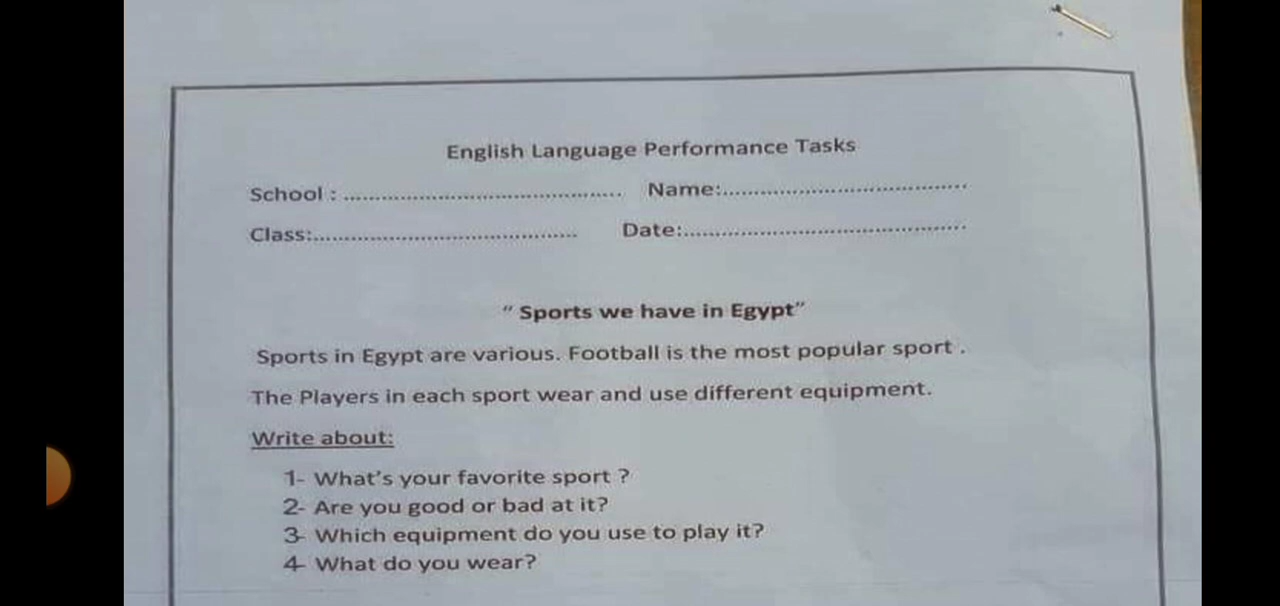 English Language Performance Tasks
School : ............................................ Name:.......................................
Class:.......................................... Date:.............................................
“ Sports we have in Egypt”
Sports in Egypt are various. Football is the most popular sport .
The Players in each sport wear and use different equipment.
Write about:
1- What’s your favorite sport ?
2- Are you good or bad at it?
3- Which equipment do you use to play it?
4- What do you wear?